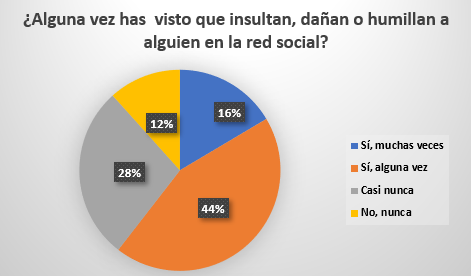 ¿Alguna vez has visto que insultan, dañan o humillan a
alguien en la red social?
12%
16%
28%
44%
Sí, muchas veces
Sí, alguna vez
Casi nunca
No, nunca